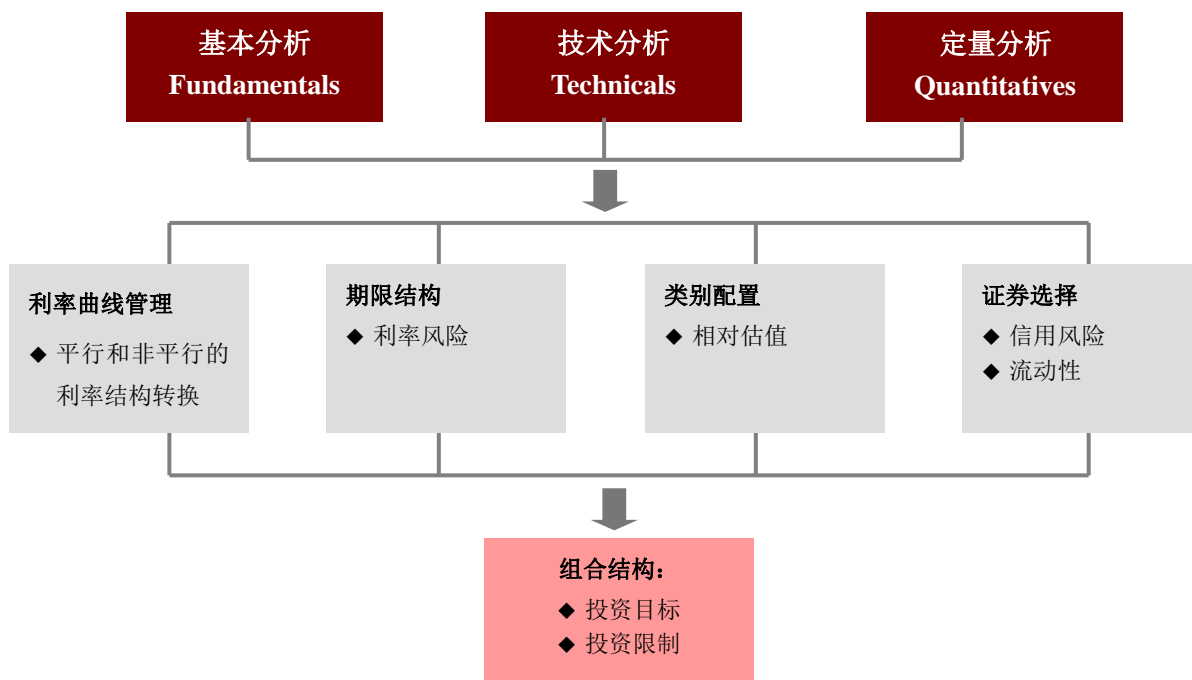 基本分析
Fundamentals
技术分析
Technicals
定量分析
Quantitatives
利率曲线管理
◆ 平行和非平行的
利率结构转换
期限结构
◆ 利率风险
类别配置
◆ 相对估值
证券选择
◆ 信用风险
◆ 流动性
组合结构：
◆ 投资目标
◆ 投资限制